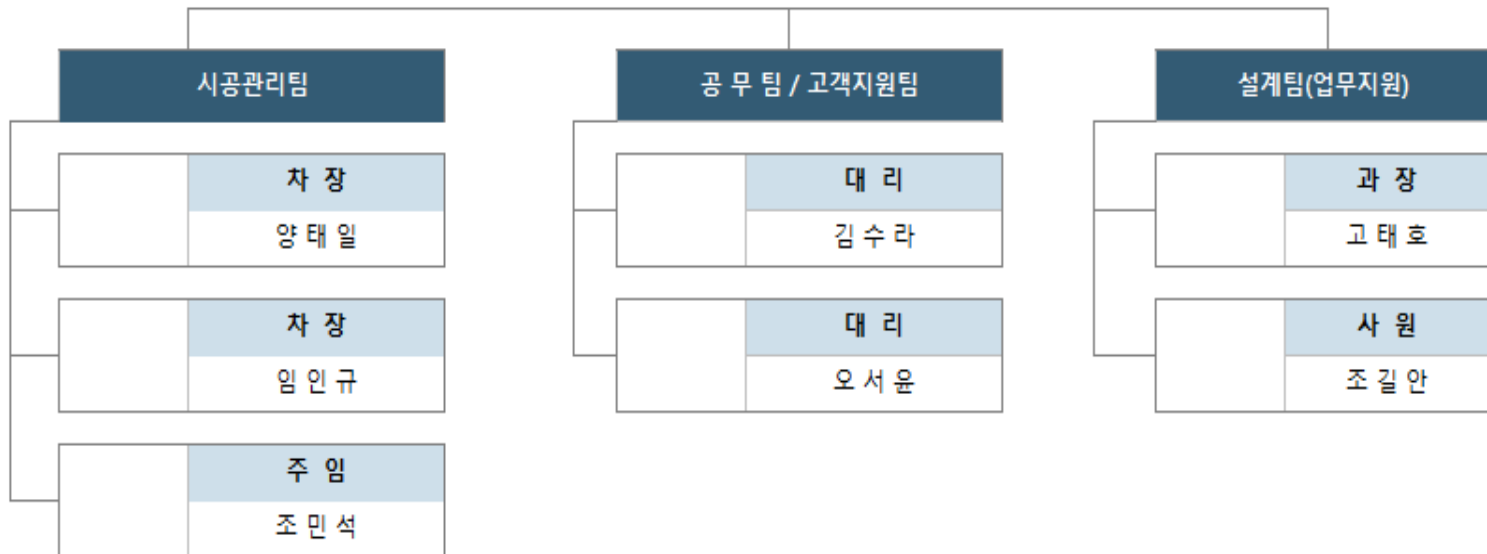 시공관리팀
차 장
양 태 일
차 장
임 인 규
주 임
조 민 석
공 무 팀 / 고객지원팀
대 리
김 수 라
대 리
오 서 윤
설계팀(업무지원)
과 장
고 태 호
사 원
조 길 안